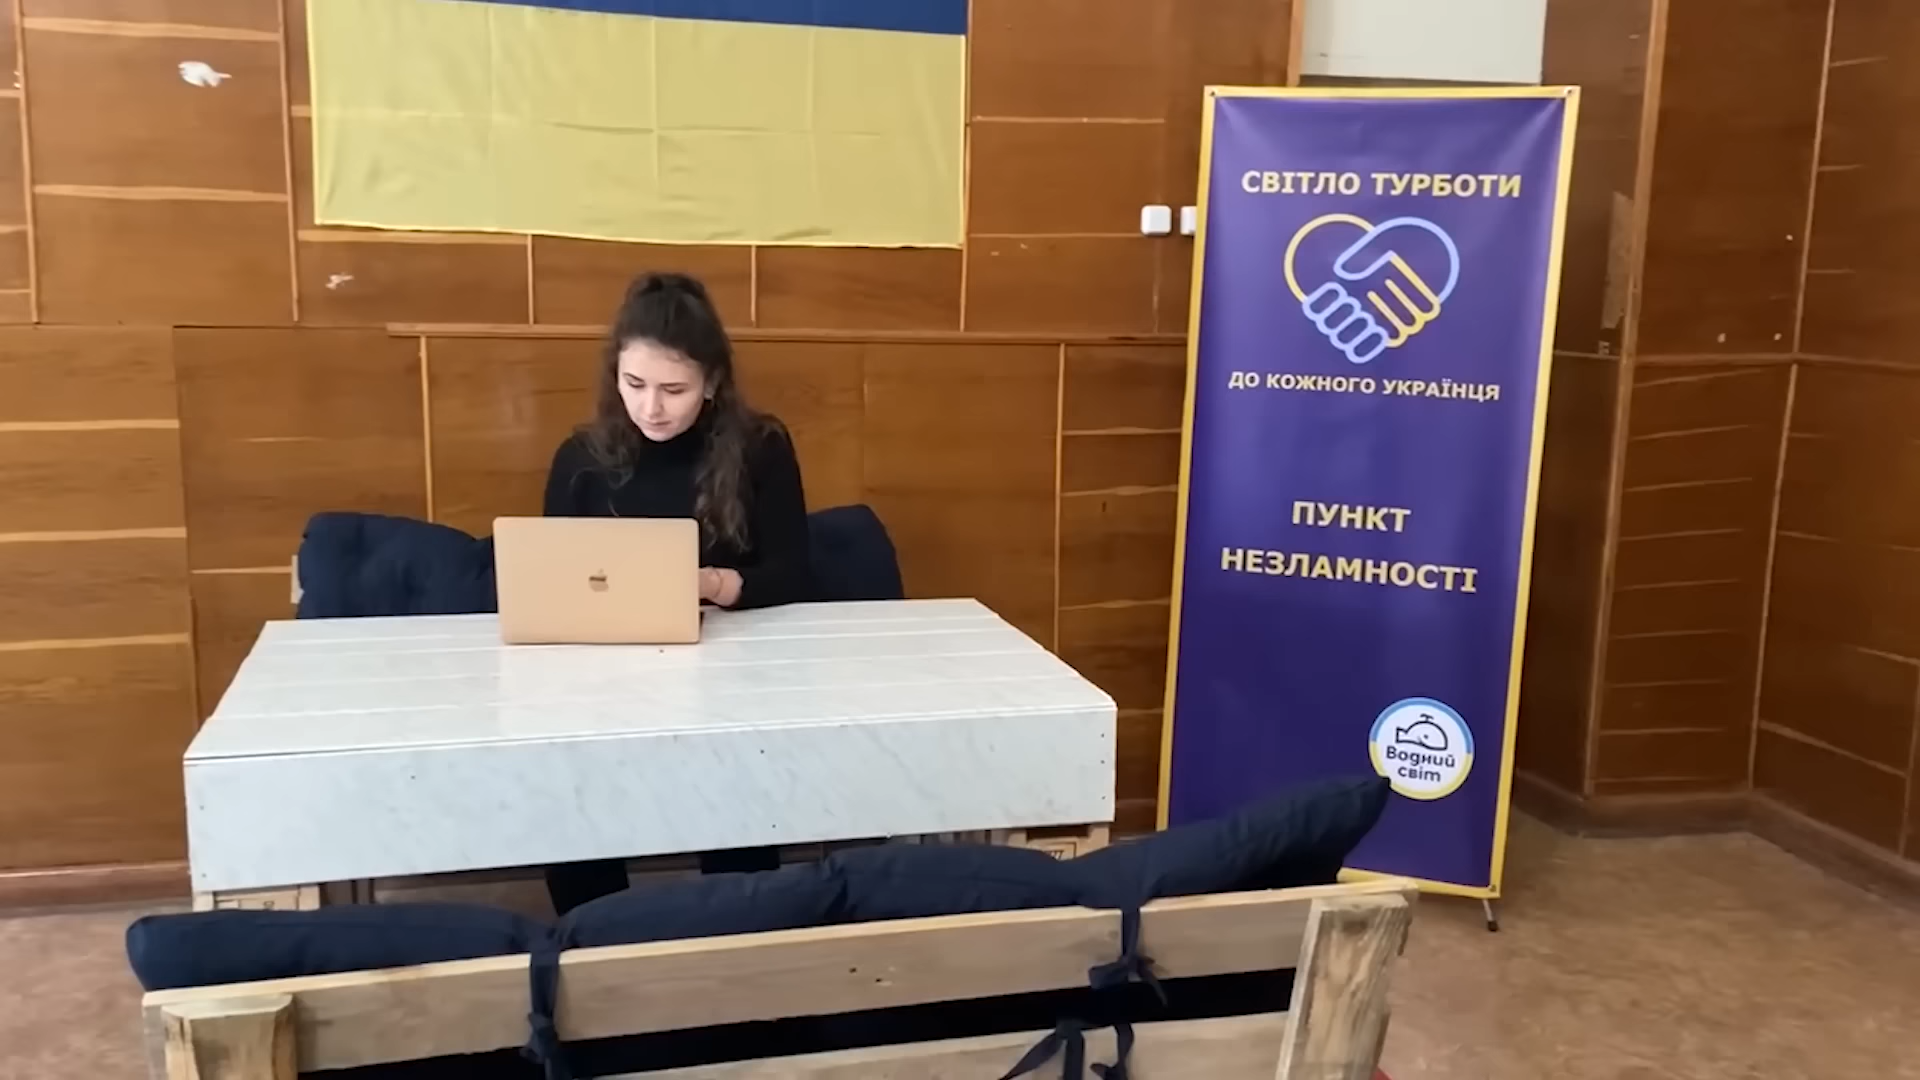 СВІТЛО ТУРБОТИ
ДО КОЖНОГО УКРАЇНЦЯ
ПУНКТ
НЕЗЛАМНОСТІ
Водний
світ